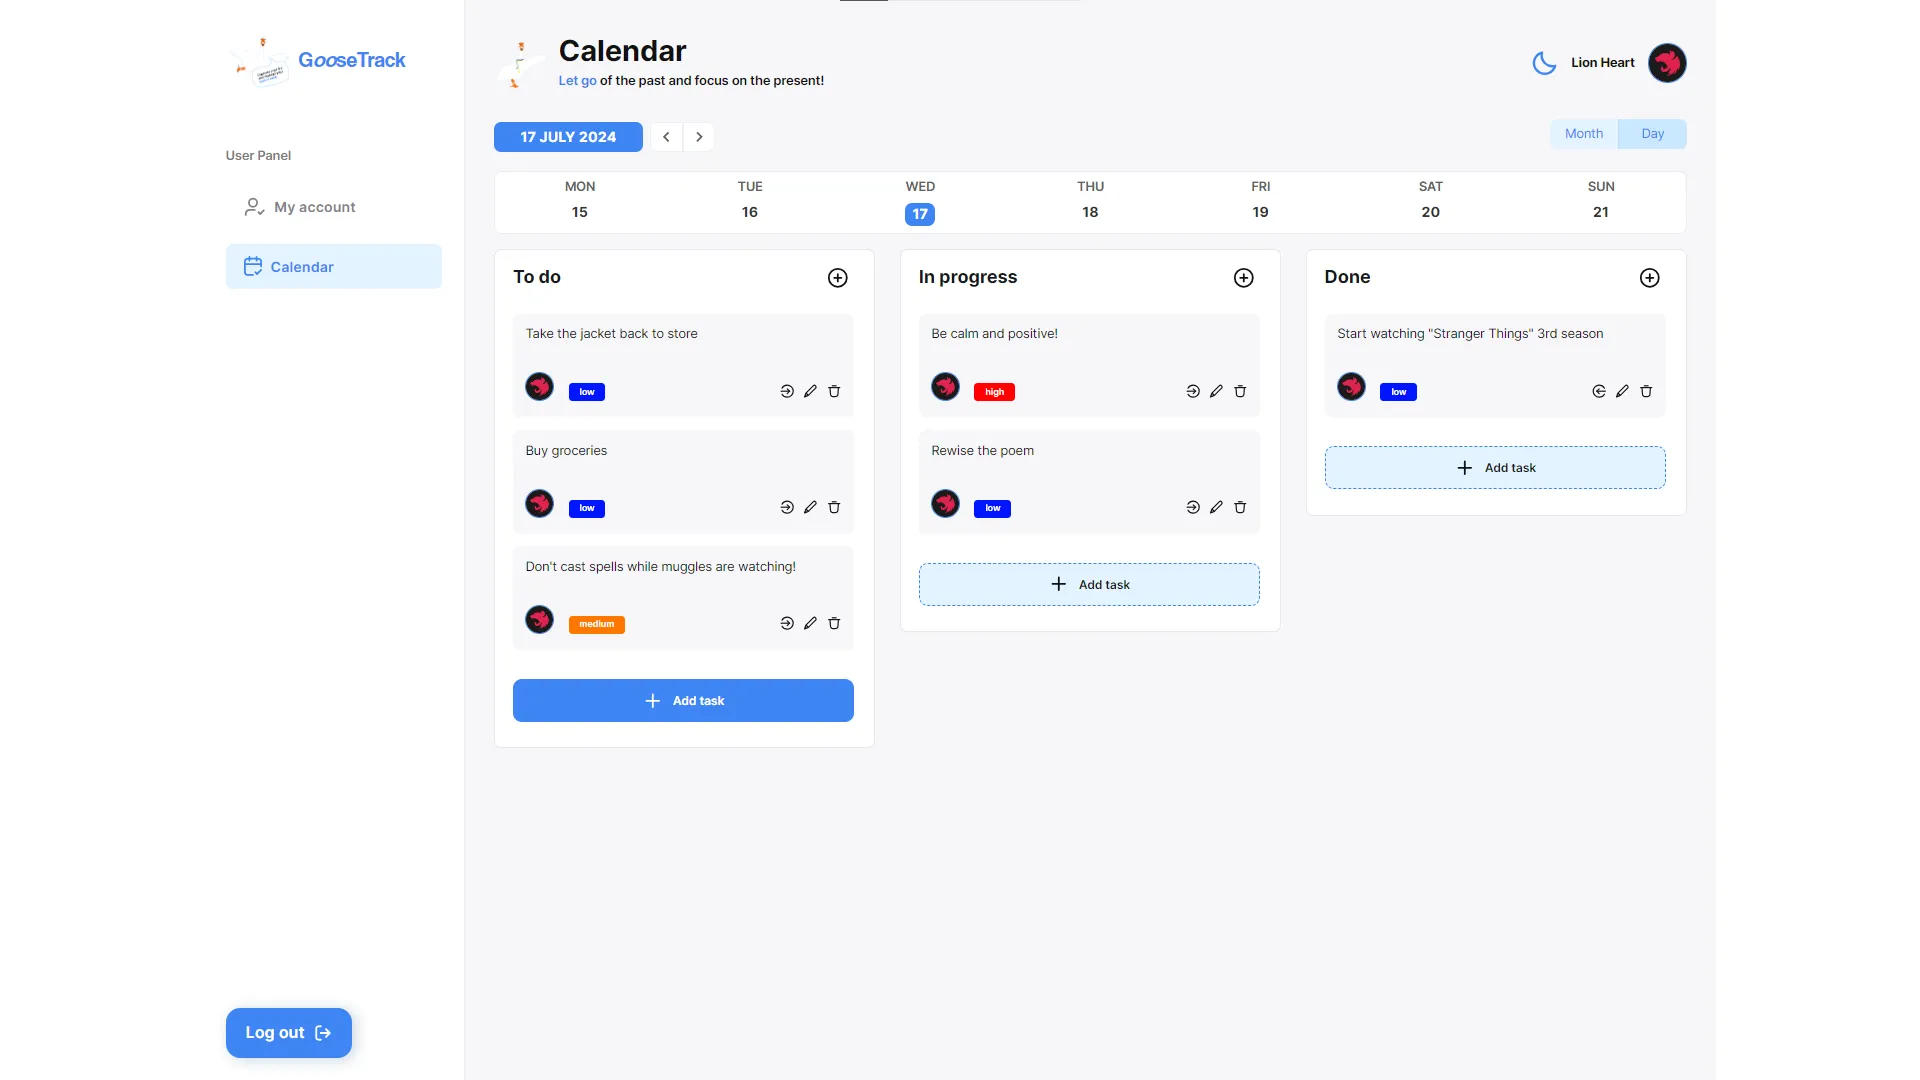 GooseTrack
User Panel
My account
Calendar
Log out
Calendar
Let go of the past and focus on the present!
Lion Heart
17 JULY 2024
Month
Day
MON TUE WED THU FRI SAT SUN
15 16 17 18 19 20 21
To do
Take the jacket back to store
low
Buy groceries
low
Don't cast spells while muggles are watching!
medium
Add task
In progress
Be calm and positive!
high
Rewise the poem
low
Add task
Done
Start watching "Stranger Things" 3rd season
low
Add task